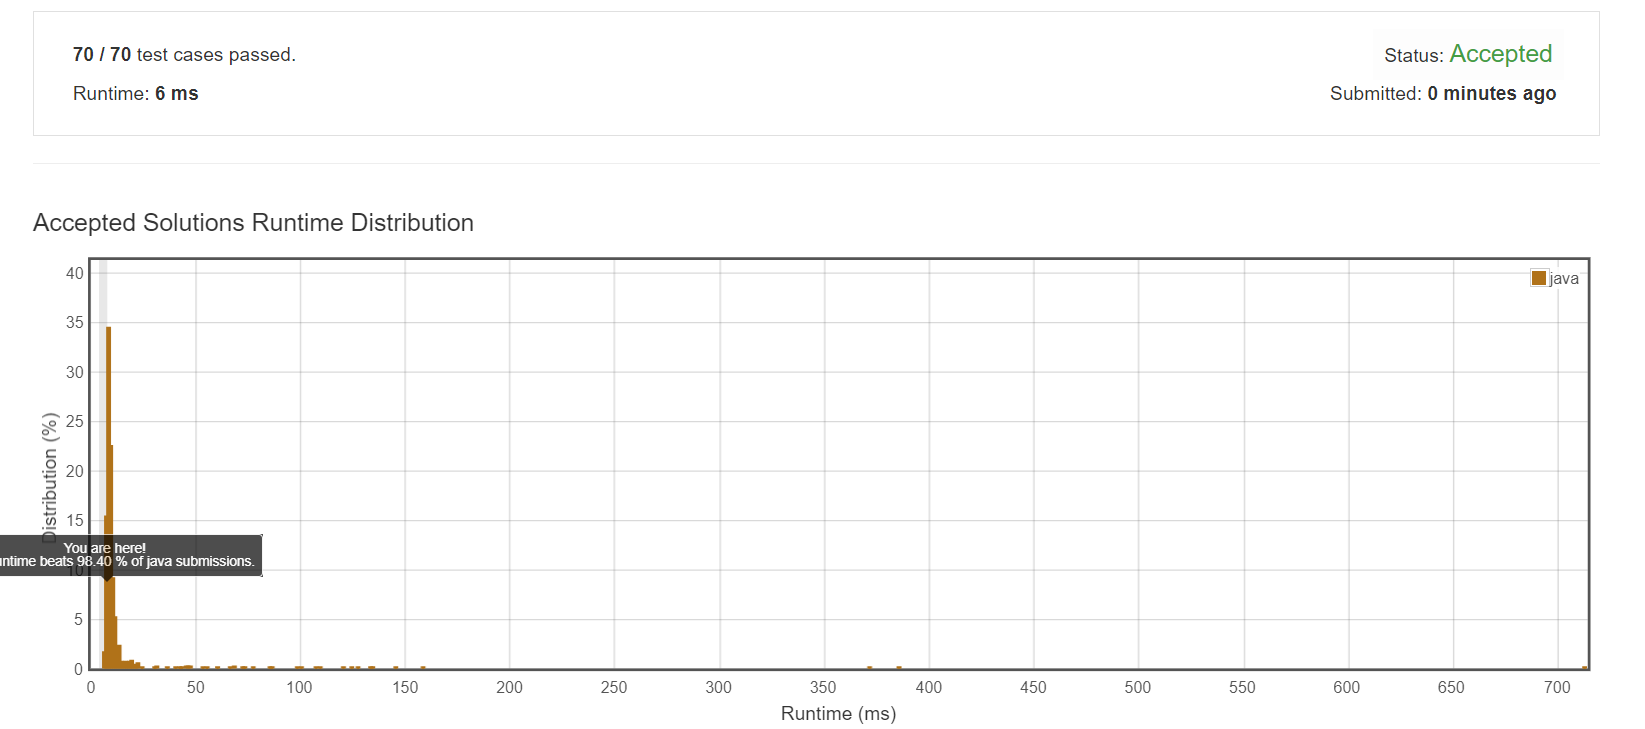 70 / 70 test cases passed.
Status: Accepted
Runtime: 6 ms
Submitted: 0 minutes ago
Accepted Solutions Runtime Distribution
java
Distribution (%)
40
35
30
25
20
15
10
5
0
You are here!
beats 98.40 % of java submissions.
0 50 100 150 200 250 300 350 400 450 500 550 600 650 700
Runtime (ms)